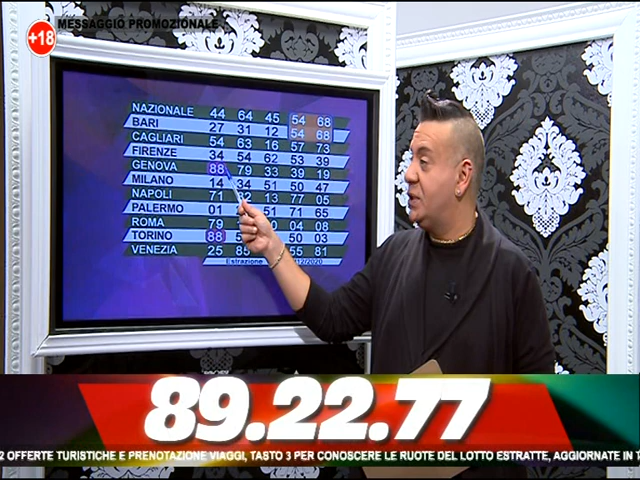 MESSAGGIO PROMOZIONALE
+18
NAZIONALE 44 64 45 54 68
BARI 27 31 12 54 68
CAGLIARI 54 63 16 57 73
FIRENZE 34 54 62 53 39
GENOVA 88 79 33 39 19
MILANO 14 34 51 50 47
NAPOLI 71 13 77 05
PALERMO 01 51 71 65
ROMA 79 04 08
TORINO 88 50 03
VENEZIA 25 85 55 81
Estrazione 12/2020
89.22.77
2 OFFERTE TURISTICHE E PRENOTAZIONE VIAGGI, TASTO 3 PER CONOSCERE LE RUOTE DEL LOTTO ESTRATTE, AGGIORNATE IN